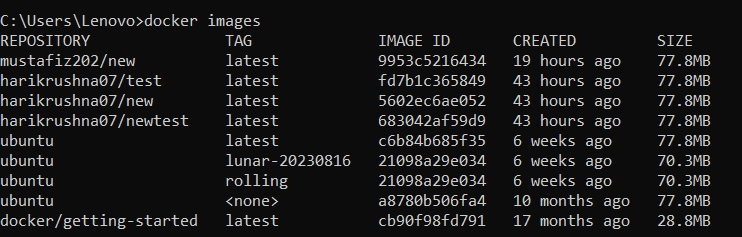 C:\Users\Lenovo>docker images
REPOSITORY TAG IMAGE ID CREATED SIZE
mustafiz202/new latest 9953c5216434 19 hours ago 77.8MB
harikrushna07/test latest fd7b1c365849 43 hours ago 77.8MB
harikrushna07/new latest 5602ec6ae052 43 hours ago 77.8MB
harikrushna07/newtest latest 683042af59d9 43 hours ago 77.8MB
ubuntu latest c6b84b685f35 6 weeks ago 77.8MB
ubuntu lunar-20230816 21098a29e034 6 weeks ago 70.3MB
ubuntu rolling 21098a29e034 6 weeks ago 70.3MB
ubuntu <none> a8780b506fa4 10 months ago 77.8MB
docker/getting-started latest cb90f98fd791 17 months ago 28.8MB